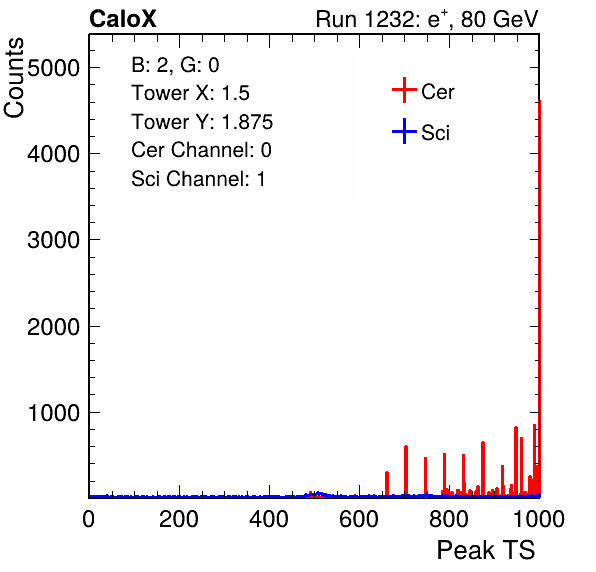 CaloX Run 1232: e⁺, 80 GeV
Counts
5000
4000
3000
2000
1000
B: 2, G: 0
Tower X: 1.5
Tower Y: 1.875
Cer Channel: 0
Sci Channel: 1
Cer
Sci
0 200 400 600 800 1000
Peak TS